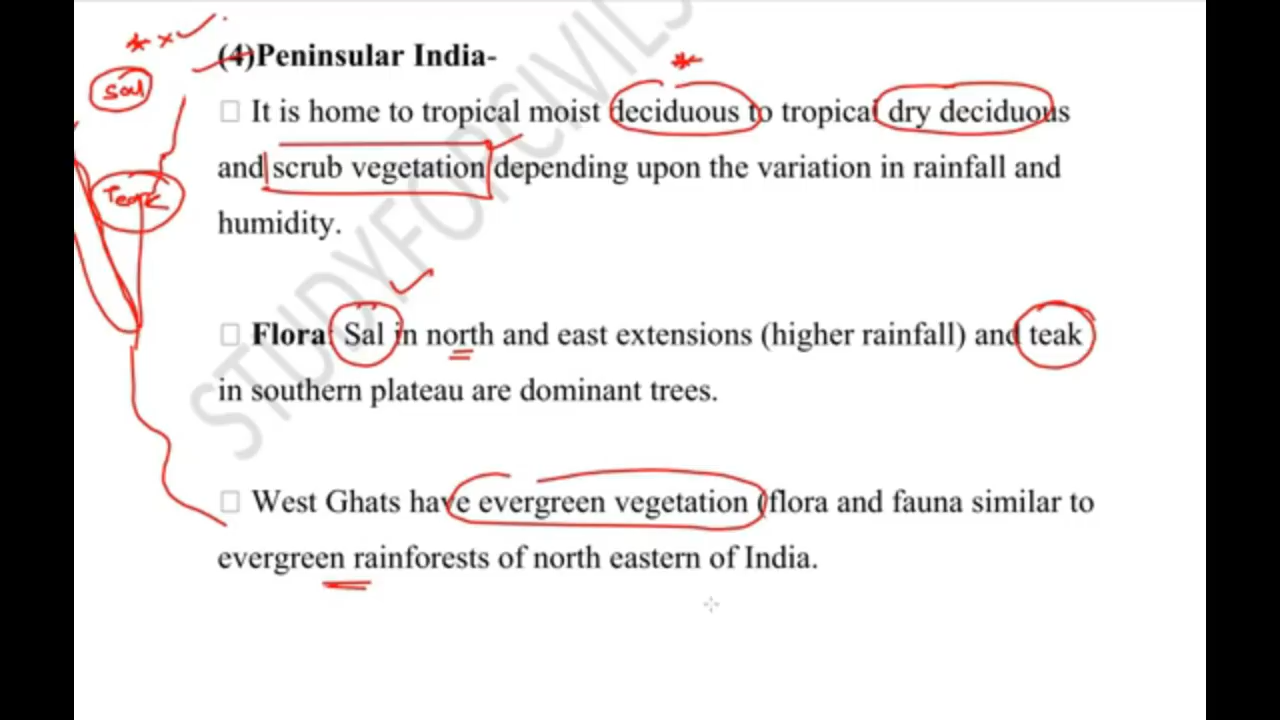 (4)Peninsular India-
Sal
It is home to tropical moist deciduous to tropical dry deciduous
and scrub vegetation depending upon the variation in rainfall and
Teak
humidity.
Flora: Sal in north and east extensions (higher rainfall) and teak
in southern plateau are dominant trees.
West Ghats have evergreen vegetation (flora and fauna similar to
evergreen rainforests of north eastern of India.
STUDYFORCIVILS